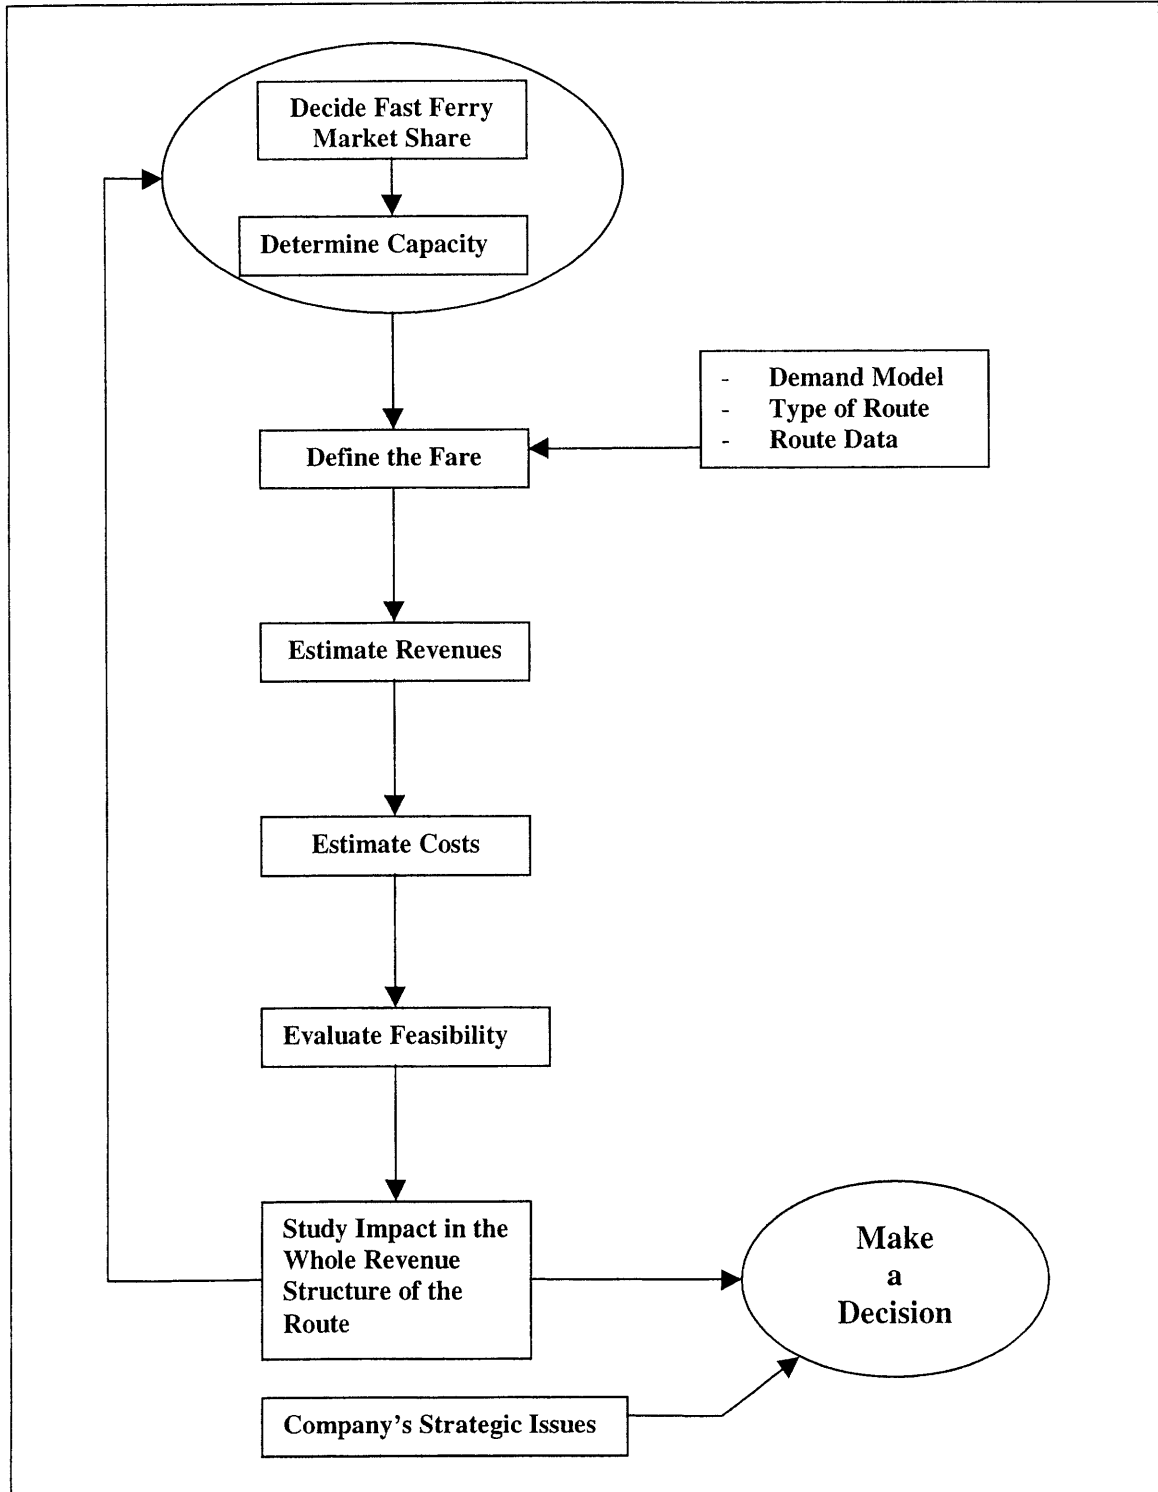 Decide Fast Ferry
Market Share
Determine Capacity
- Demand Model
- Type of Route
- Route Data
Define the Fare
Estimate Revenues
Estimate Costs
Evaluate Feasibility
Study Impact in the
Whole Revenue
Structure of the
Route
Make
a
Decision
Company's Strategic Issues